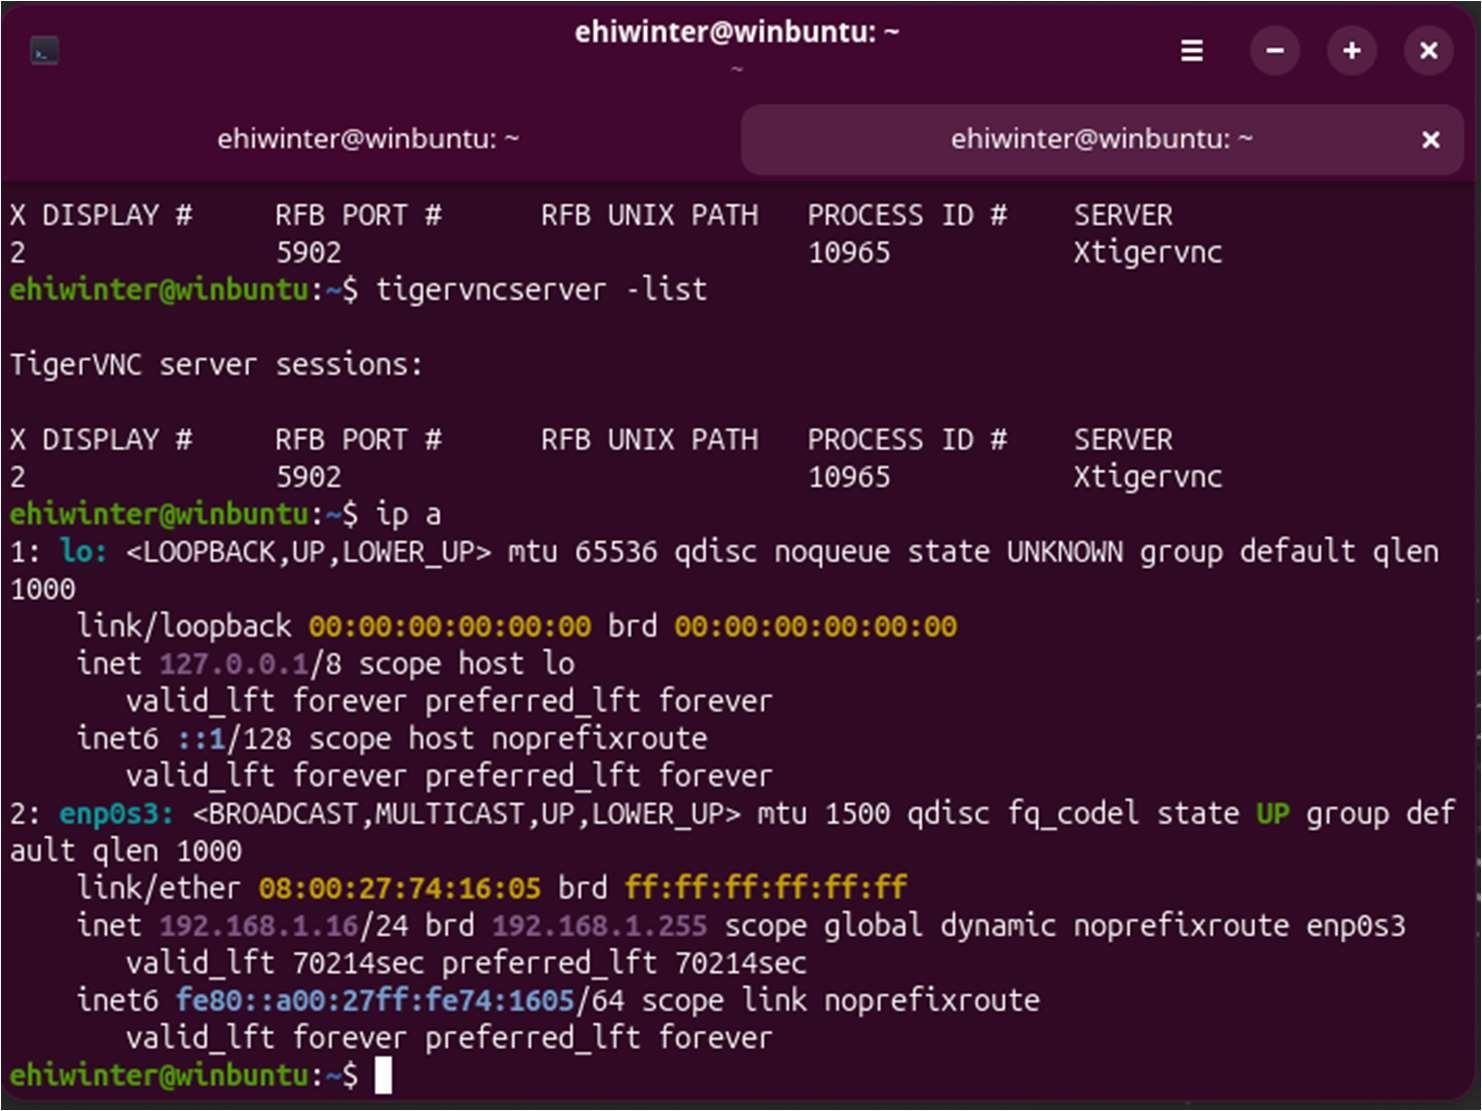 ehiwinter@winbuntu: ~
~
ehiwinter@winbuntu: ~ ehiwinter@winbuntu: ~
X DISPLAY # RFB PORT # RFB UNIX PATH PROCESS ID # SERVER
2 5902 10965 Xtigervnc
ehiwinter@winbuntu:~$ tigervncserver -list
TigerVNC server sessions:
X DISPLAY # RFB PORT # RFB UNIX PATH PROCESS ID # SERVER
2 5902 10965 Xtigervnc
ehiwinter@winbuntu:~$ ip a
1: lo: <LOOPBACK,UP,LOWER_UP> mtu 65536 qdisc noqueue state UNKNOWN group default qlen
1000
link/loopback 00:00:00:00:00:00 brd 00:00:00:00:00:00
inet 127.0.0.1/8 scope host lo
valid_lft forever preferred_lft forever
inet6 ::1/128 scope host noprefixroute
valid_lft forever preferred_lft forever
2: enp0s3: <BROADCAST,MULTICAST,UP,LOWER_UP> mtu 1500 qdisc fq_codel state UP group def
ault qlen 1000
link/ether 08:00:27:74:16:05 brd ff:ff:ff:ff:ff:ff
inet 192.168.1.16/24 brd 192.168.1.255 scope global dynamic noprefixroute enp0s3
valid_lft 70214sec preferred_lft 70214sec
inet6 fe80::a00:27ff:fe74:1605/64 scope link noprefixroute
valid_lft forever preferred_lft forever
ehiwinter@winbuntu:~$